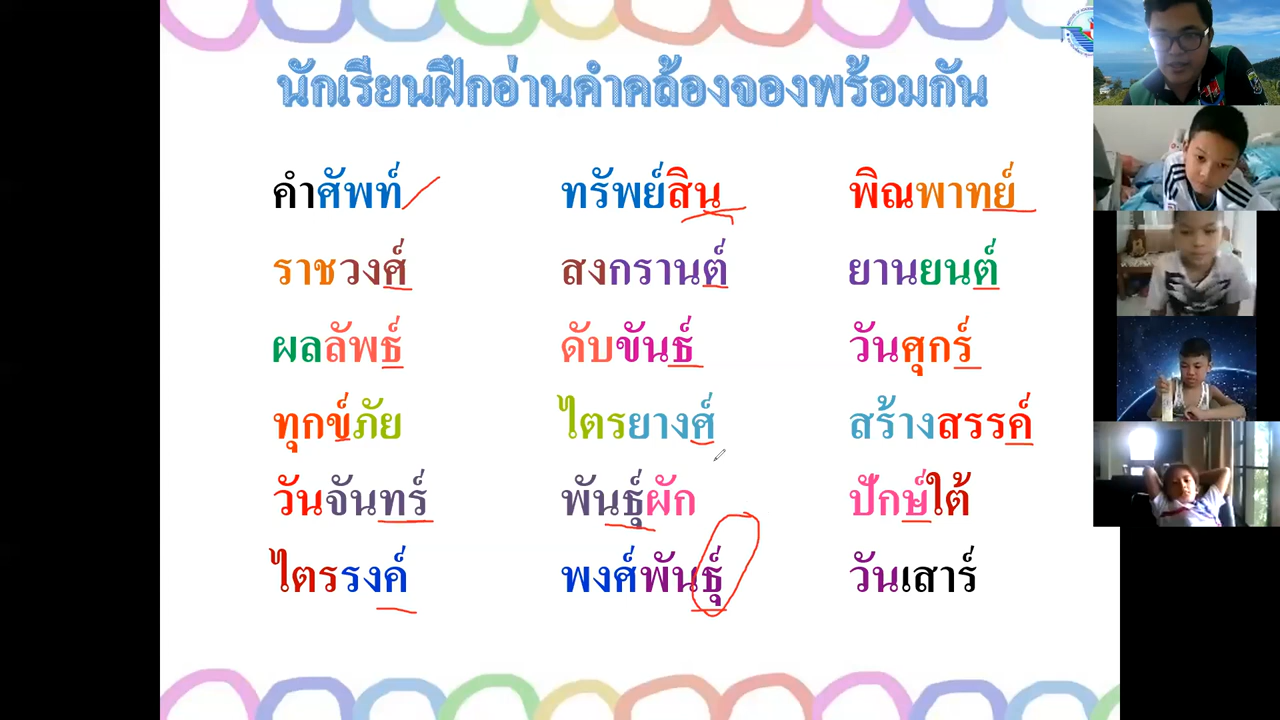 นักเรียนฝึกอ่านคำคล้องจองพร้อมกัน
คำศัพท์ ทรัพย์สิน พิณพาทย์
ราชวงศ์ สงกรานต์ ยานยนต์
ผลลัพธ์ ดับขันธ์ วันศุกร์
ทุกข์ภัย ไตรยางศ์ สร้างสรรค์
วันจันทร์ พันธุ์ผัก ปักษ์ใต้
ไตรรงค์ พงศ์พันธุ์ วันเสาร์